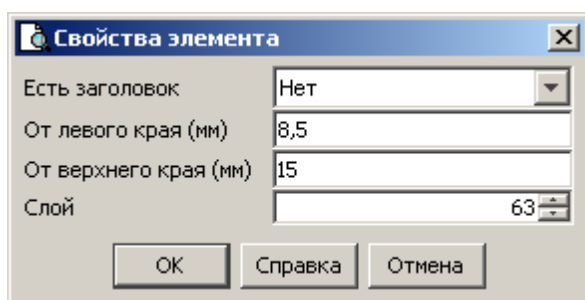 Свойства элемента
Есть заголовок Нет
От левого края (мм) 8,5
От верхнего края (мм) 15
Слой 63
OK Справка Отмена